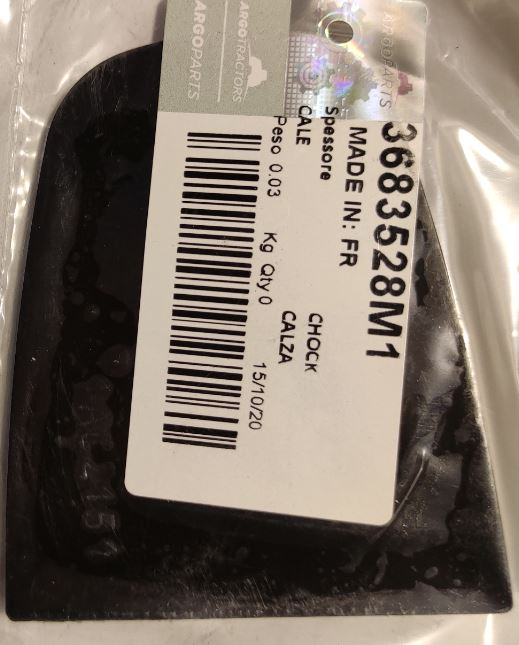 ARGOTRACTORS
ARGOPARTS
ARGOPARTS
3683528M1
MADE IN: FR
Spessore
CHOCK
CALE
CALZA
Peso 0.03 Kg Qty 0 15/10/20